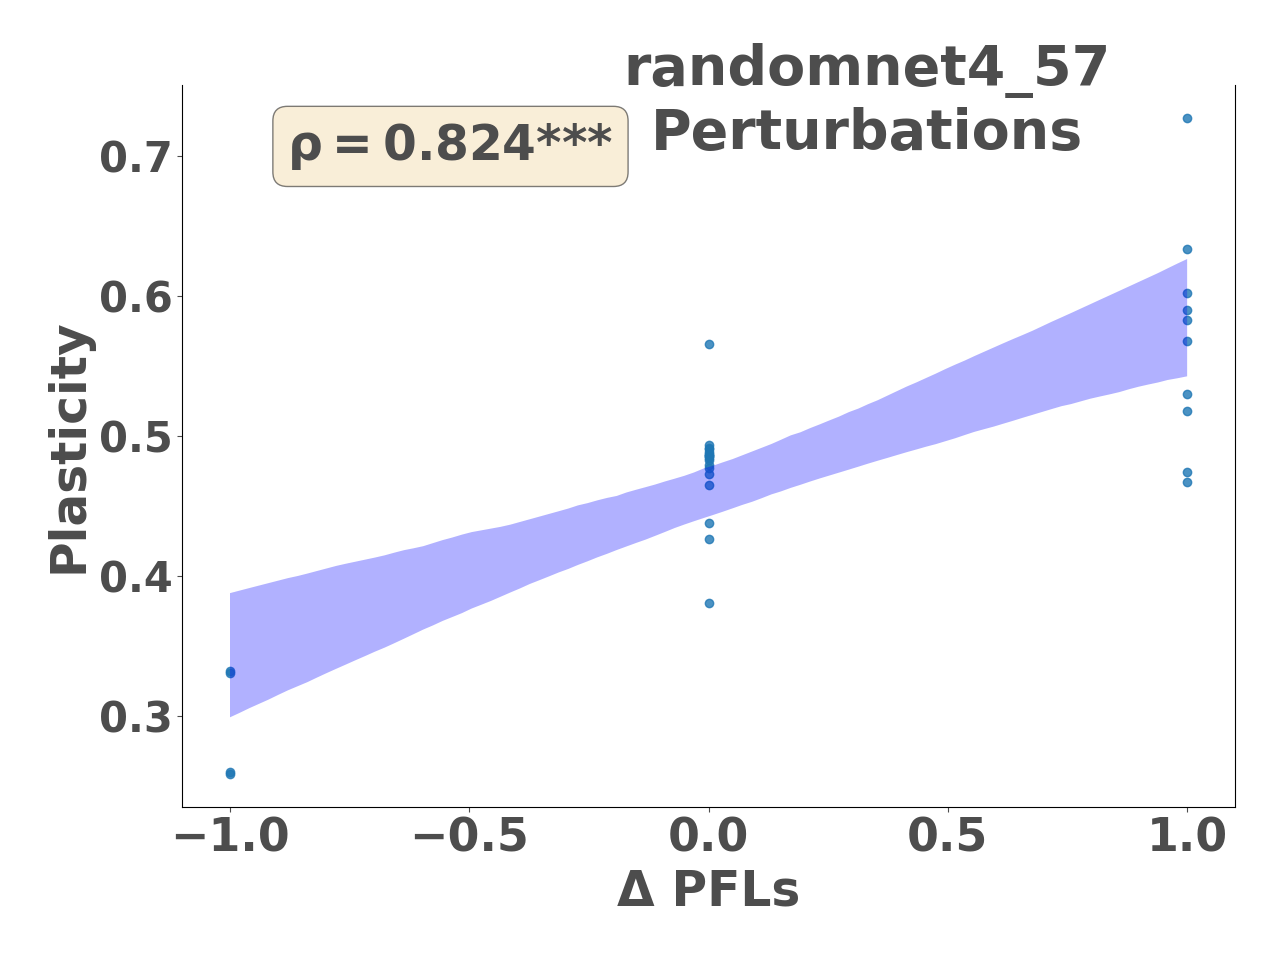 randomnet4_57
Perturbations
ρ = 0.824***
0.7
0.6
0.5
0.4
0.3
Plasticity
−1.0
−0.5
0.0
0.5
1.0
Δ PFLs